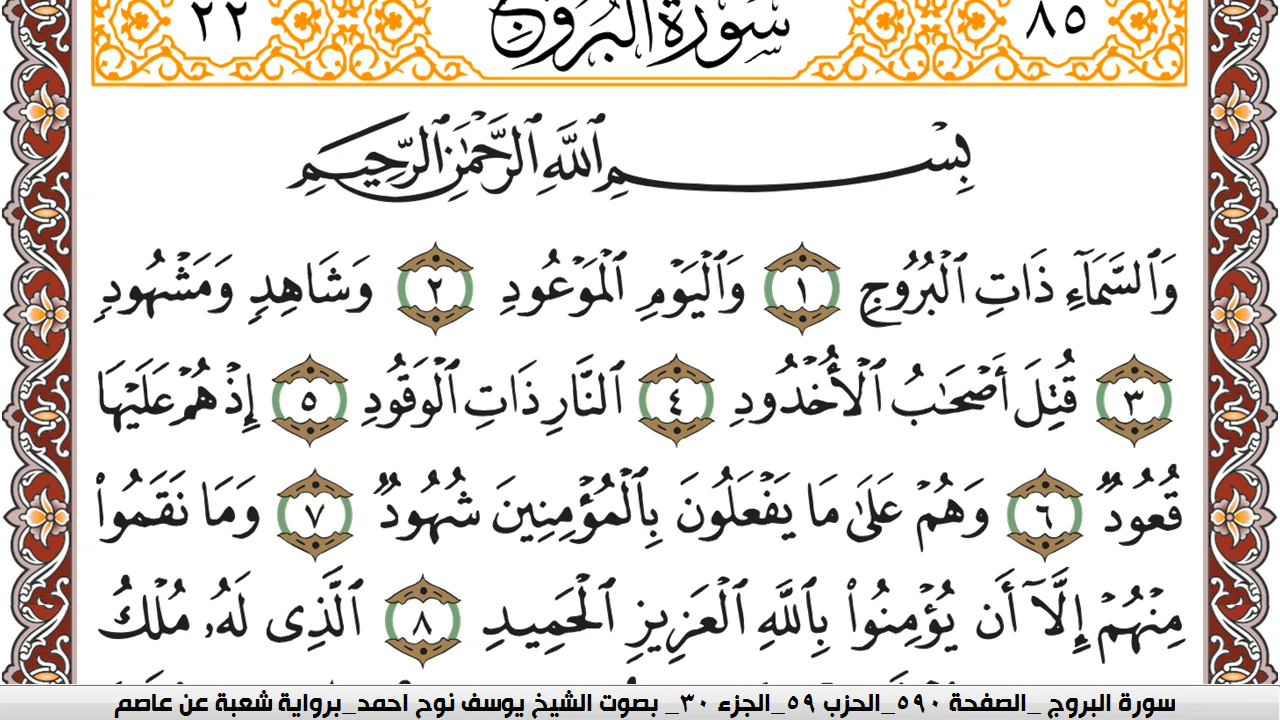 ٨٥ سورة البروج ٢٢
بِسْمِ ٱللَّهِ ٱلرَّحْمَٰنِ ٱلرَّحِيمِ
وَٱلسَّمَآءِ ذَاتِ ٱلْبُرُوجِ ١ وَٱلْيَوْمِ ٱلْمَوْعُودِ ٢ وَشَاهِدٍ وَمَشْهُودٍ
٣ قُتِلَ أَصْحَٰبُ ٱلْأُخْدُودِ ٤ ٱلنَّارِ ذَاتِ ٱلْوَقُودِ ٥ إِذْ هُمْ عَلَيْهَا
قُعُودٌ ٦ وَهُمْ عَلَىٰ مَا يَفْعَلُونَ بِٱلْمُؤْمِنِينَ شُهُودٌ ٧ وَمَا نَقَمُوا۟
مِنْهُمْ إِلَّآ أَن يُؤْمِنُوا۟ بِٱللَّهِ ٱلْعَزِيزِ ٱلْحَمِيدِ ٨ ٱلَّذِى لَهُۥ مُلْكُ
سورة البروج _الصفحة ٥٩٠_الحزب ٥٩_الجزء ٣٠_ بصوت الشيخ يوسف نوح احمد_برواية شعبة عن عاصم